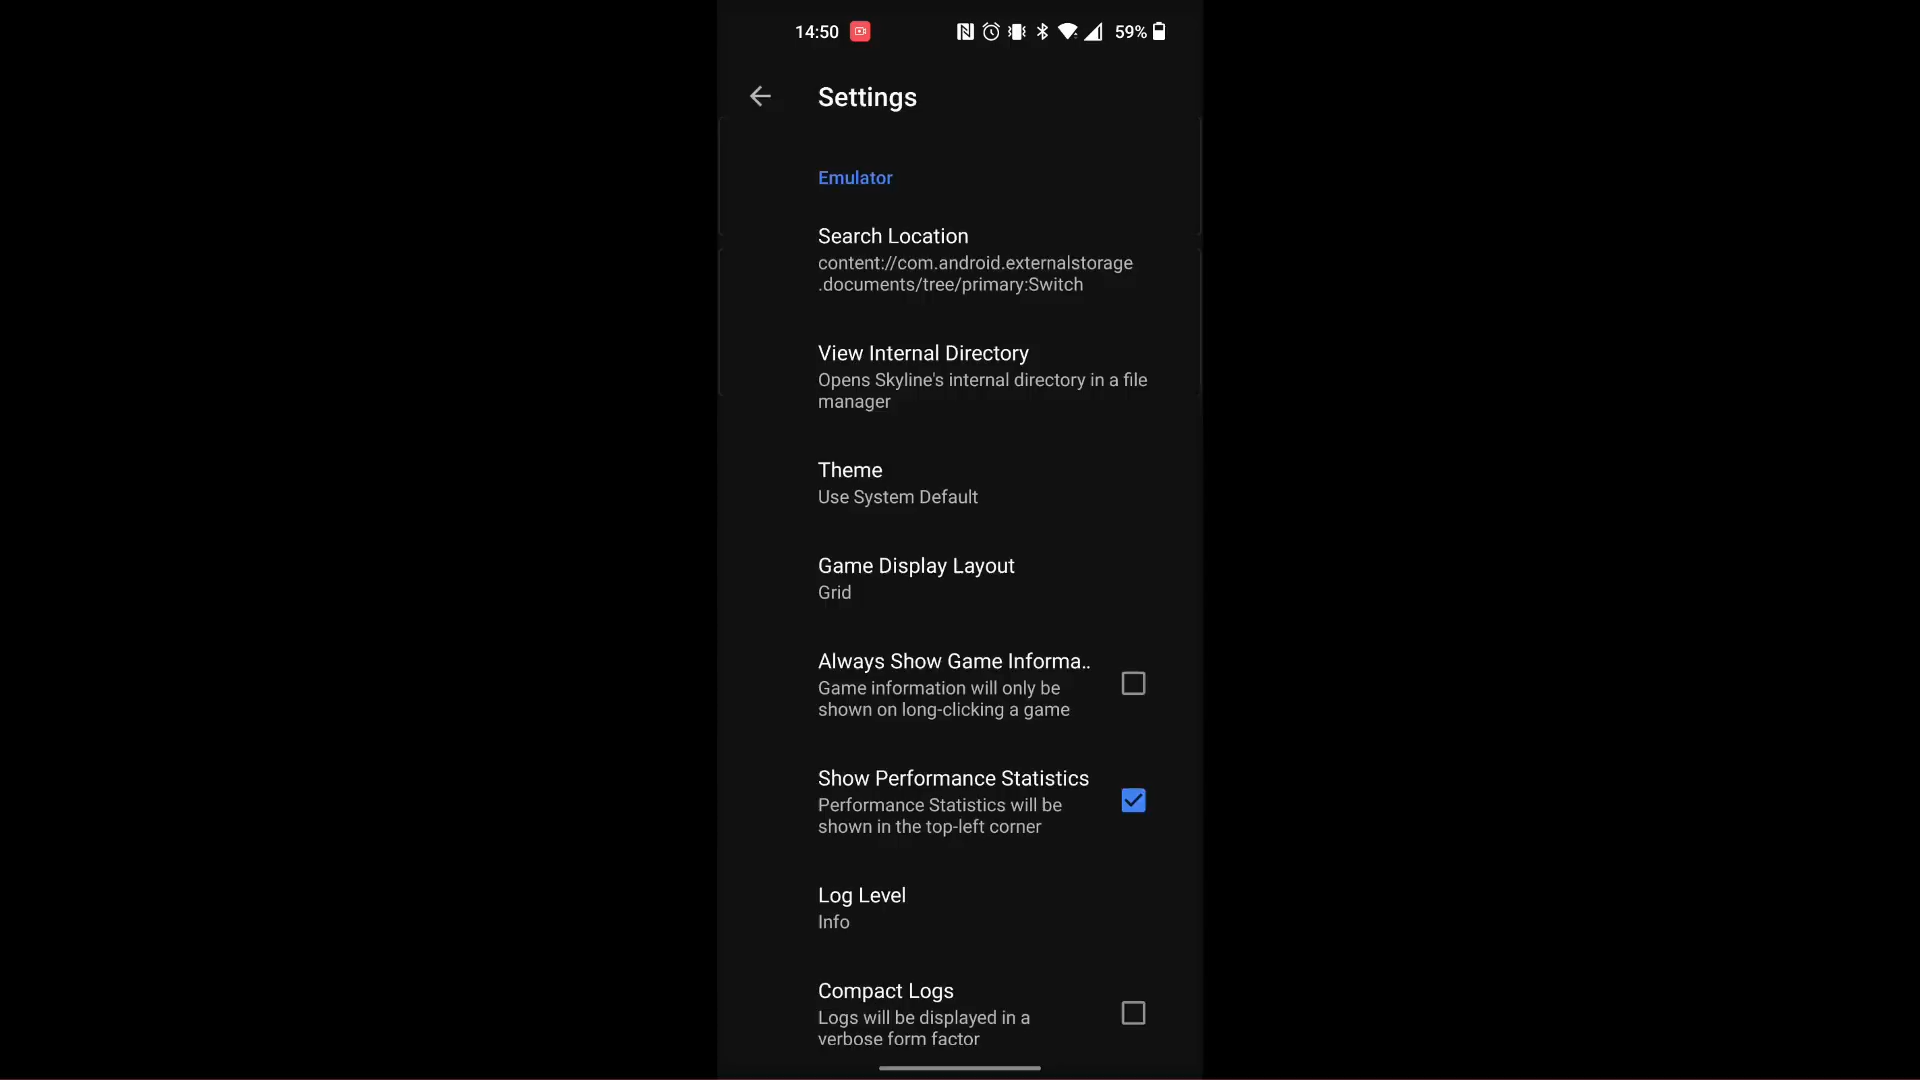 14:50
59%
Settings
Emulator
Search Location
content://com.android.externalstorage
.documents/tree/primary:Switch
View Internal Directory
Opens Skyline's internal directory in a file
manager
Theme
Use System Default
Game Display Layout
Grid
Always Show Game Informa..
Game information will only be
shown on long-clicking a game
Show Performance Statistics
Performance Statistics will be
shown in the top-left corner
Log Level
Info
Compact Logs
Logs will be displayed in a
verbose form factor